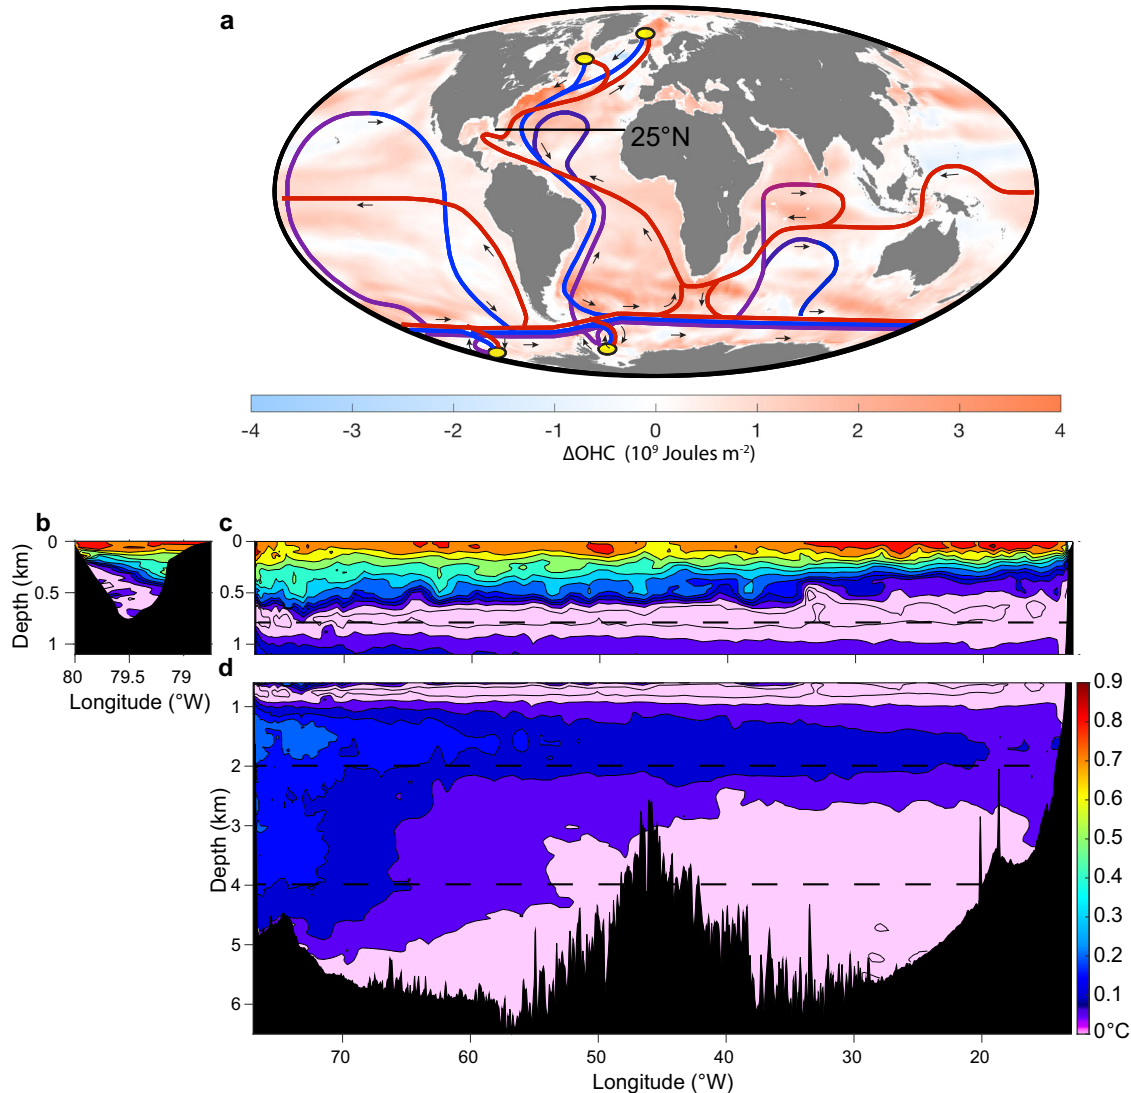 a
25°N
-4 -3 -2 -1 0 1 2 3 4
ΔOHC (10⁹ Joules m⁻²)
b
c
0
0.5
1
Depth (km)
80 79.5 79
Longitude (°W)
0
0.5
1
d
1
2
3
4
5
6
Depth (km)
70 60 50 40 30 20
Longitude (°W)
0.9
0.8
0.7
0.6
0.5
0.4
0.3
0.2
0.1
0°C